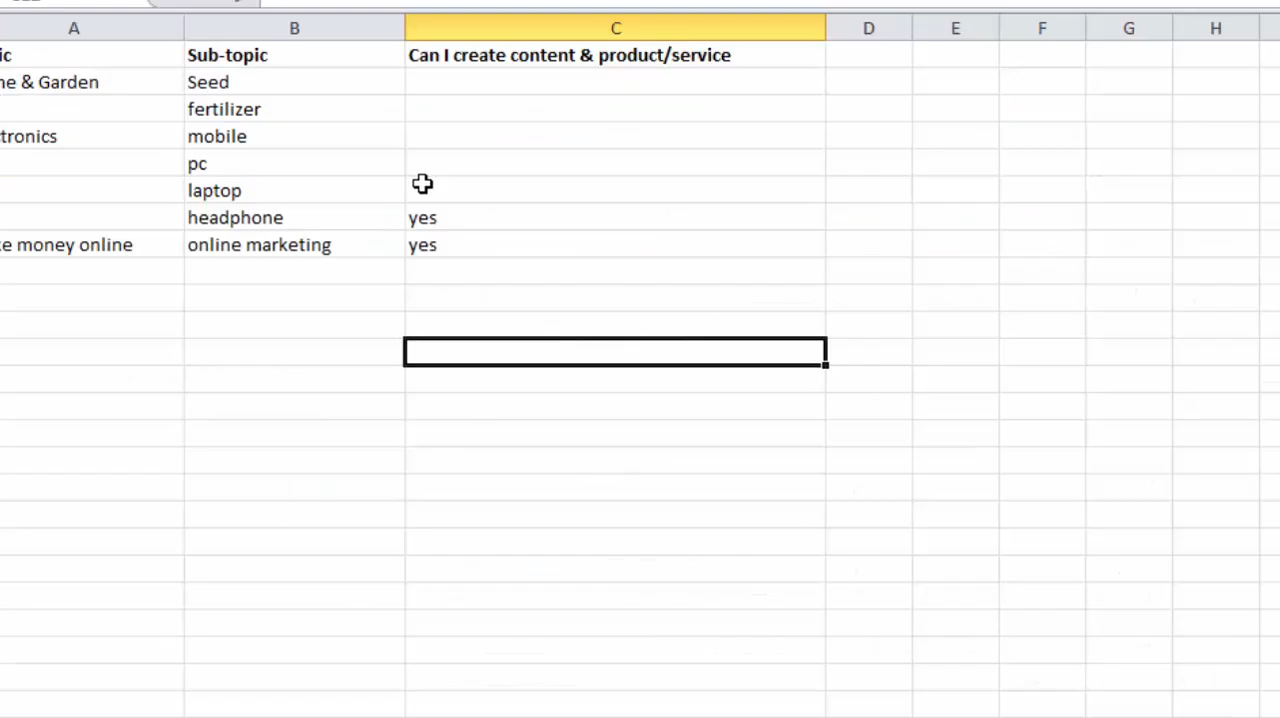 A B C D E F G H
ic Sub-topic Can I create content & product/service
ne & Garden Seed
fertilizer
tronics mobile
pc
laptop
headphone yes
ke money online online marketing yes